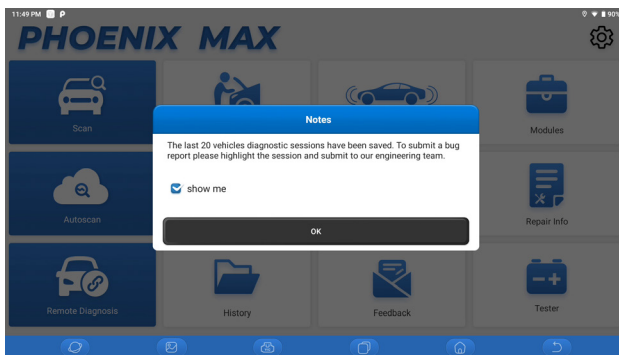 11:49 PM P 90%
PHOENIX MAX
Scan
Modules
Notes
The last 20 vehicles diagnostic sessions have been saved. To submit a bug
report please highlight the session and submit to our engineering team.
show me
OK
Autoscan
Repair Info
Remote Diagnosis
History
Feedback
Tester